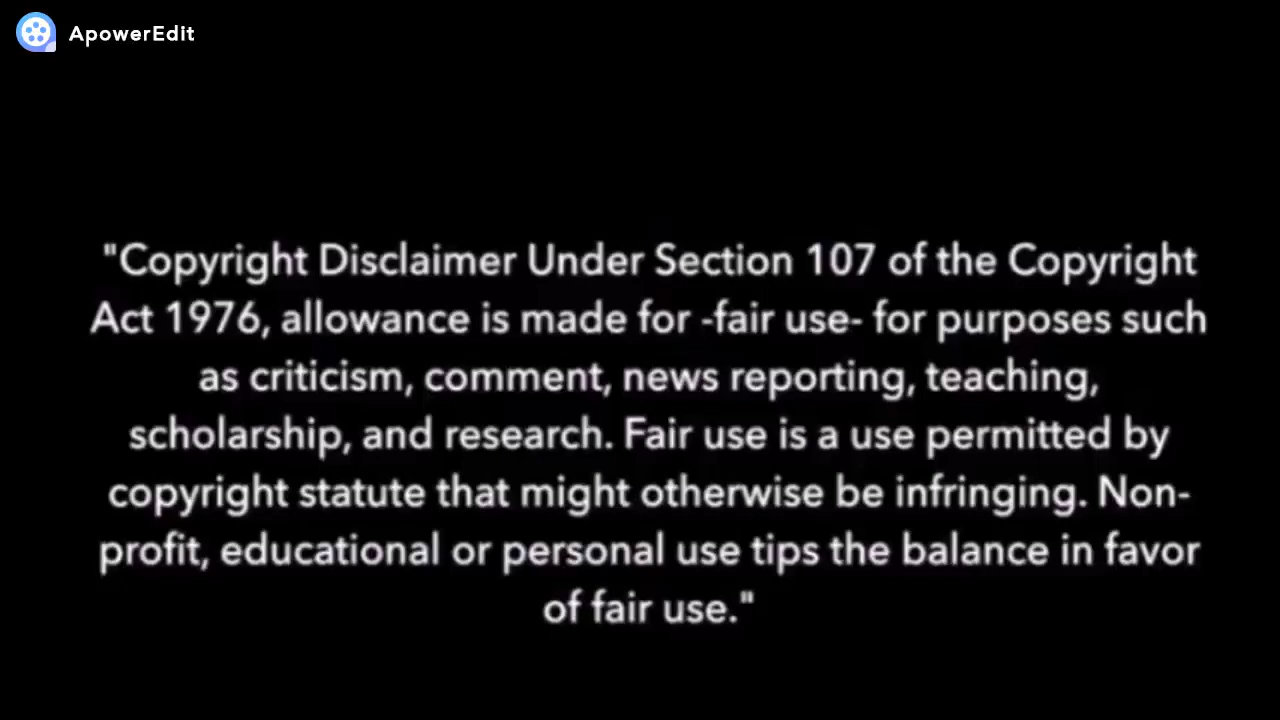 ApowerEdit
"Copyright Disclaimer Under Section 107 of the Copyright
Act 1976, allowance is made for -fair use- for purposes such
as criticism, comment, news reporting, teaching,
scholarship, and research. Fair use is a use permitted by
copyright statute that might otherwise be infringing. Non-
profit, educational or personal use tips the balance in favor
of fair use."